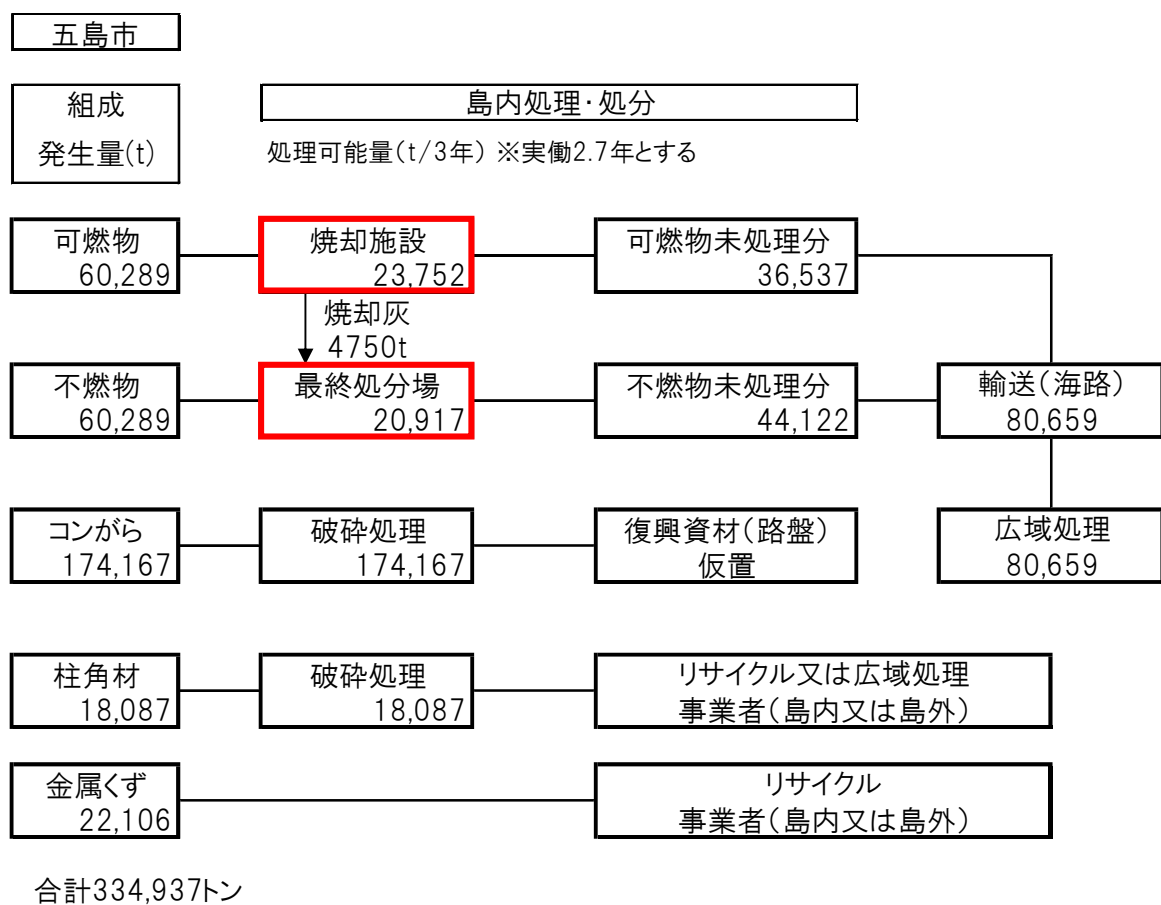 五島市
組成
発生量(t)
島内処理・処分
処理可能量(t/3年) ※実働2.7年とする
可燃物
60,289
焼却施設
23,752
可燃物未処理分
36,537
焼却灰
4750t
不燃物
60,289
最終処分場
20,917
不燃物未処理分
44,122
輸送(海路)
80,659
コンがら
174,167
破砕処理
174,167
復興資材(路盤)
仮置
広域処理
80,659
柱角材
18,087
破砕処理
18,087
リサイクル又は広域処理
事業者(島内又は島外)
金属くず
22,106
リサイクル
事業者(島内又は島外)
合計334,937トン